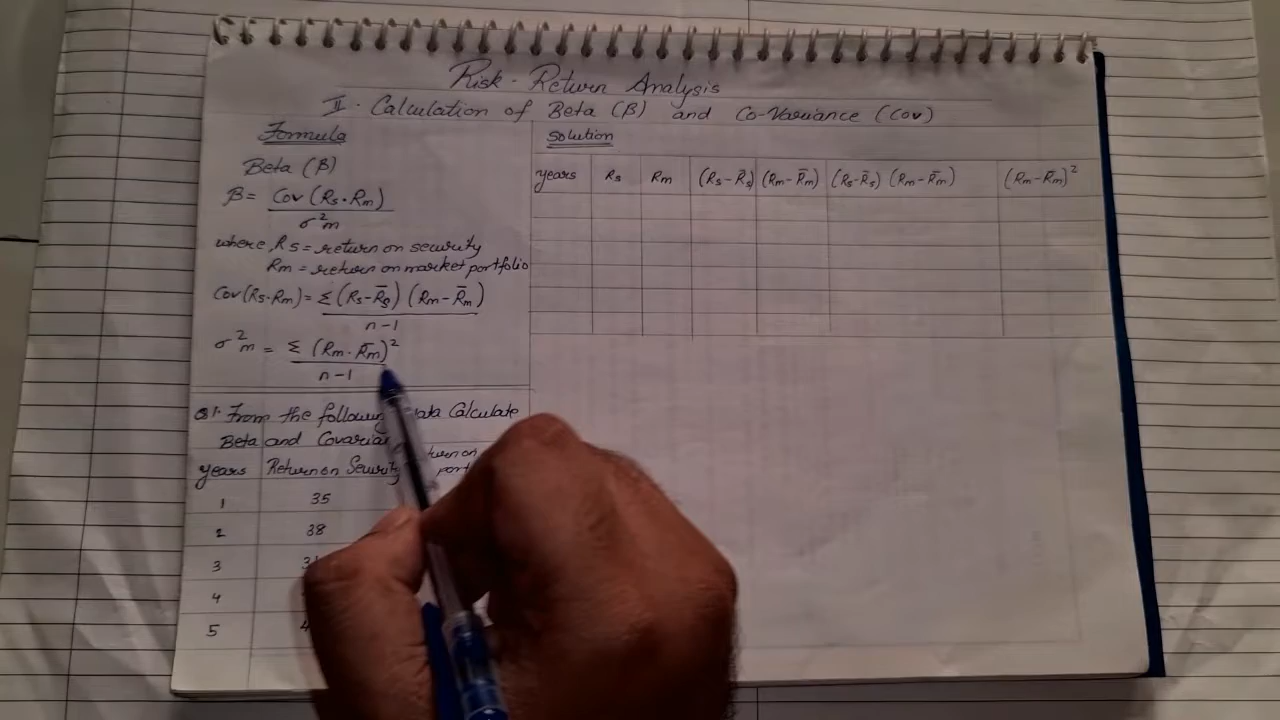 Risk-Return Analysis
II. Calculation of Beta (β) and Co-Variance (Cov)
Formula
Beta (β)
β = Cov (Rs.Rm)
σ²m
where, Rs = return on security
Rm = return on market portfolio
Cov (Rs.Rm) = Σ (Rs-R̄s) (Rm-R̄m)
n-1
σ²m = Σ (Rm-R̄m)²
n-1
Q1. From the following data Calculate
Beta and
years Return on Security
1 35
2 38
3
4
5
Solution
years Rs Rm (Rs-R̄s) (Rm-R̄m) (Rs-R̄s) (Rm-R̄m) (Rm-R̄m)²